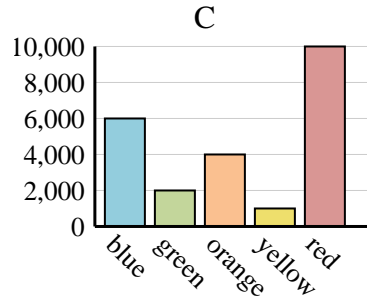 C
10,000
8,000
6,000
4,000
2,000
0
blue
green
orange
yellow
red